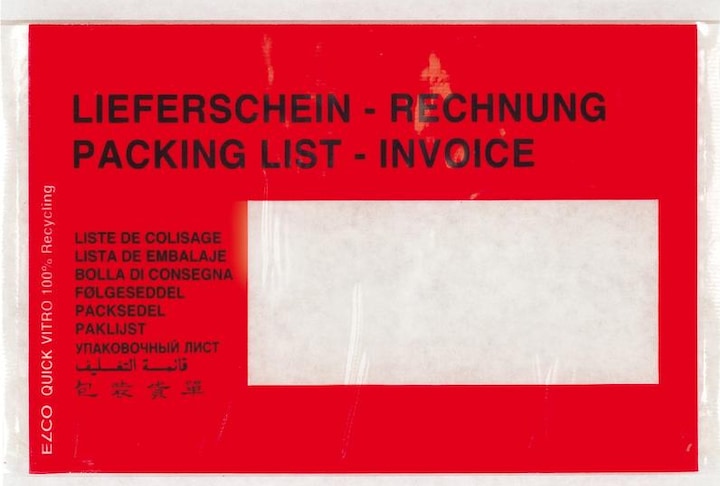 LIEFERSCHEIN - RECHNUNG
PACKING LIST - INVOICE
LISTE DE COLISAGE
LISTA DE EMBALAJE
BOLLA DI CONSEGNA
FØLGESEDDEL
PACKSEDEL
PAKLIJST
УПАКОВОЧНЫЙ ЛИСТ
قائمة التغليف
包裝貨單
ELCO QUICK VITRO 100% Recycling